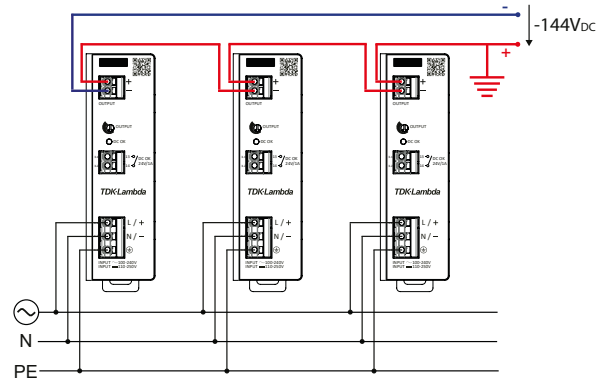 -
-144VDC
+
+
−
OUTPUT
OUTPUT
DC OK
DC OK
24V/1A
TDK-Lambda
L / +
N / −
INPUT ~ 100-240V
INPUT ⎓ 110-250V
+
−
OUTPUT
OUTPUT
DC OK
DC OK
24V/1A
TDK-Lambda
L / +
N / −
INPUT ~ 100-240V
INPUT ⎓ 110-250V
+
−
OUTPUT
OUTPUT
DC OK
DC OK
24V/1A
TDK-Lambda
L / +
N / −
INPUT ~ 100-240V
INPUT ⎓ 110-250V
N
PE